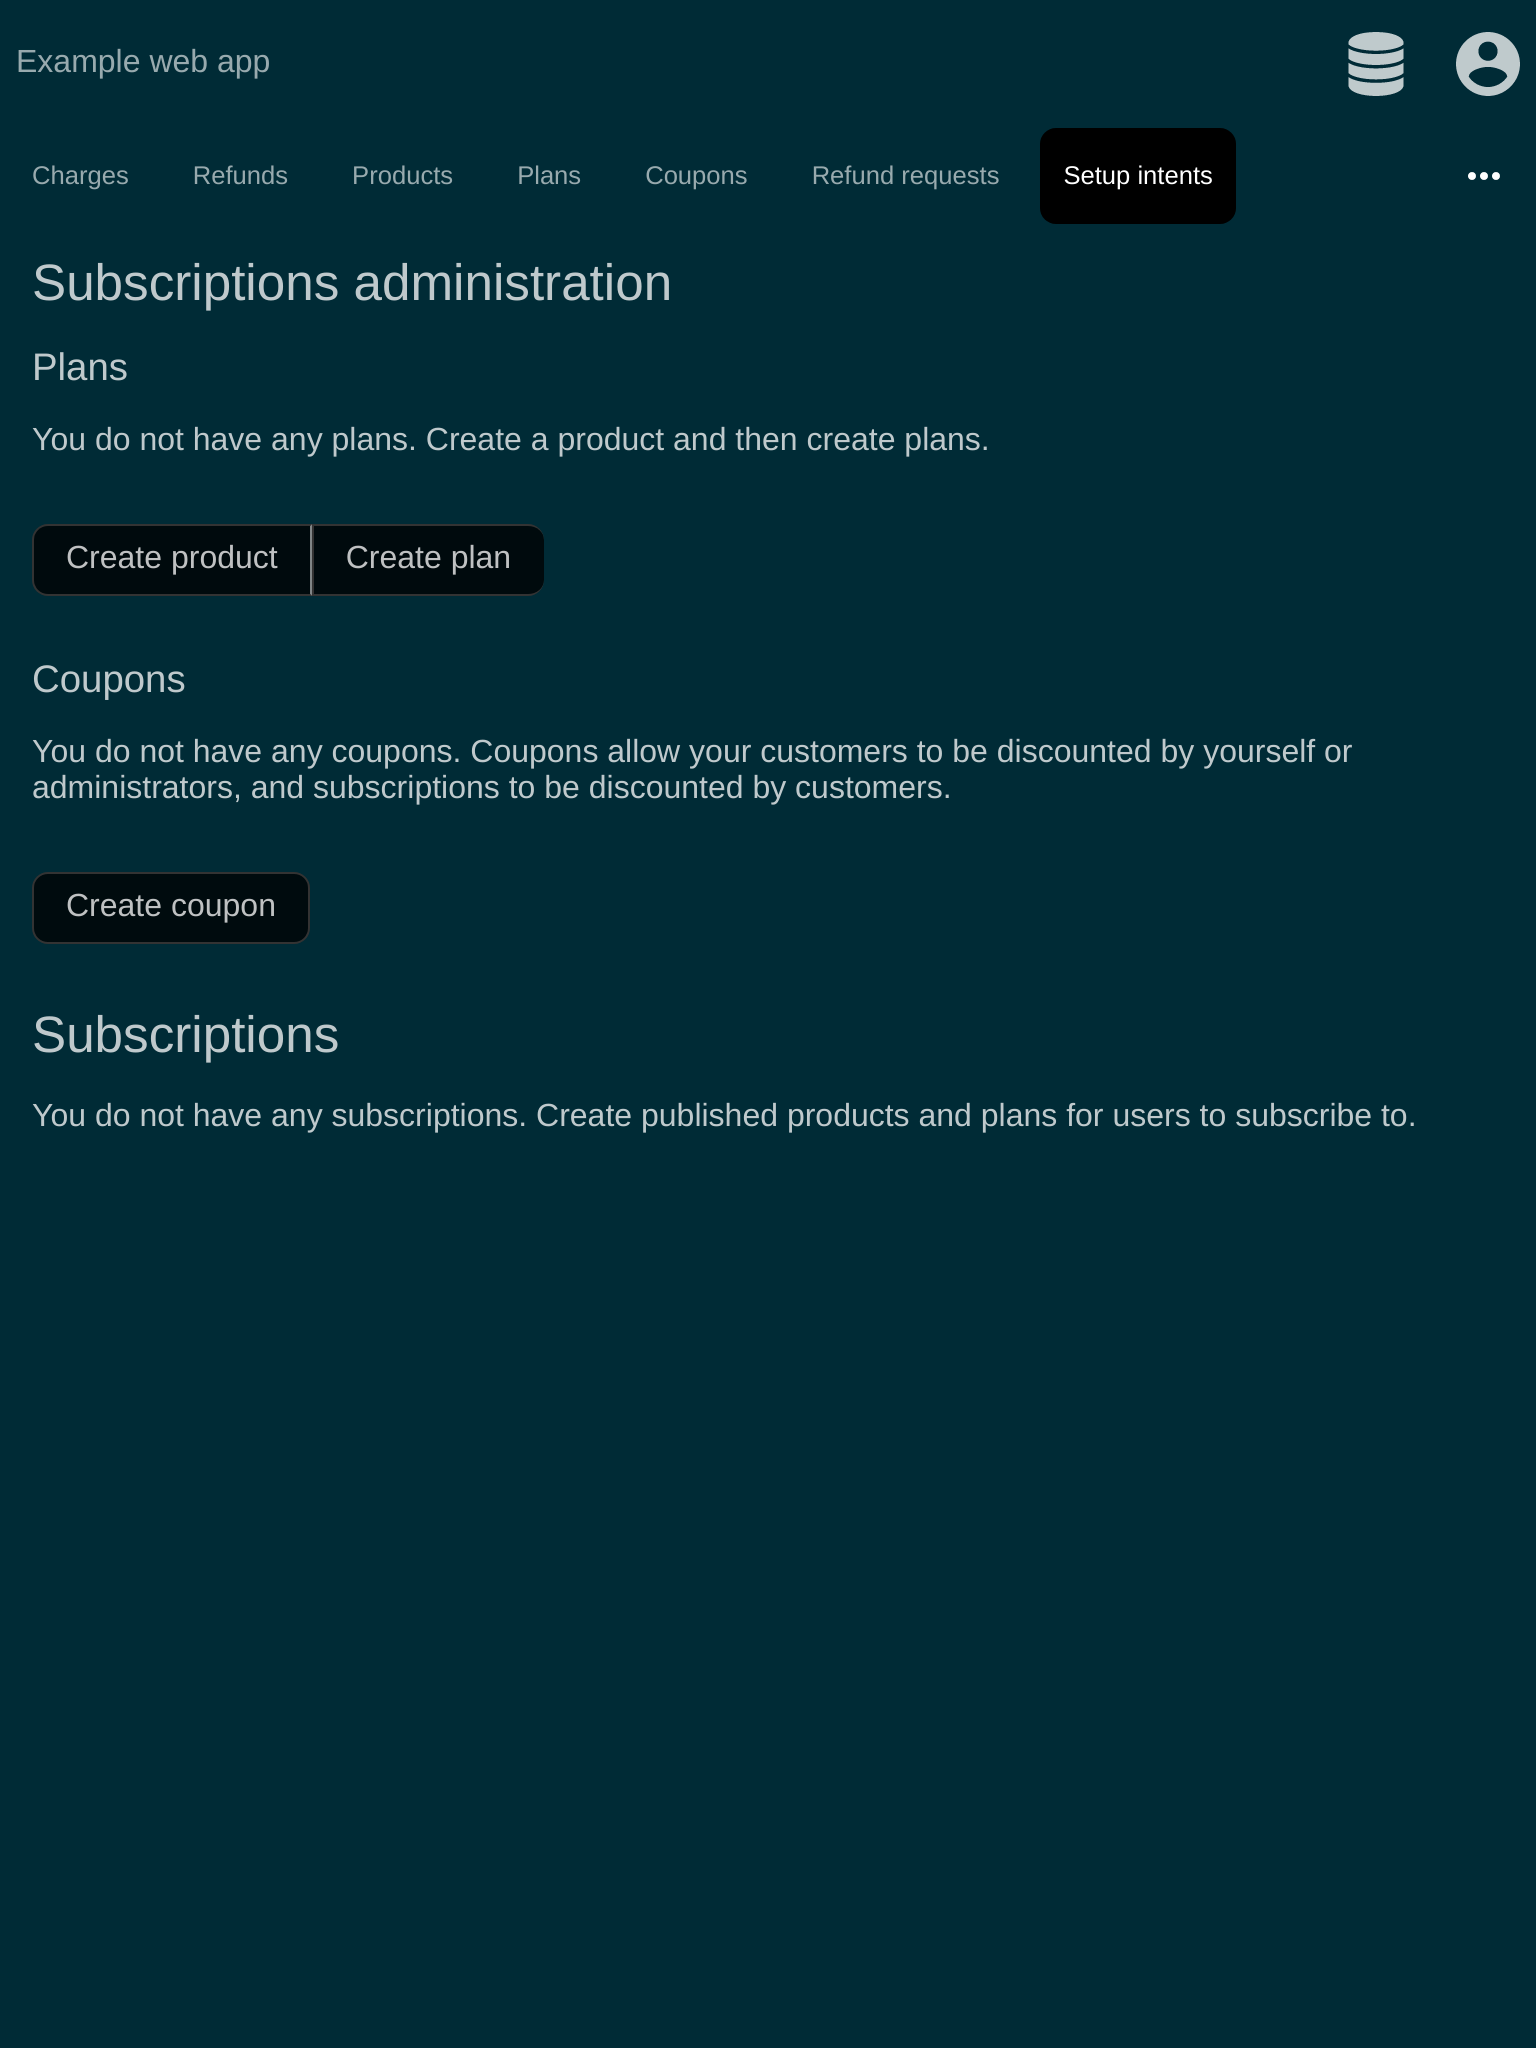 Example web app
Charges
Refunds
Products
Plans
Coupons
Refund requests
Setup intents
Subscriptions administration
Plans
You do not have any plans. Create a product and then create plans.
Create product
Create plan
Coupons
You do not have any coupons. Coupons allow your customers to be discounted by yourself or
administrators, and subscriptions to be discounted by customers.
Create coupon
Subscriptions
You do not have any subscriptions. Create published products and plans for users to subscribe to.